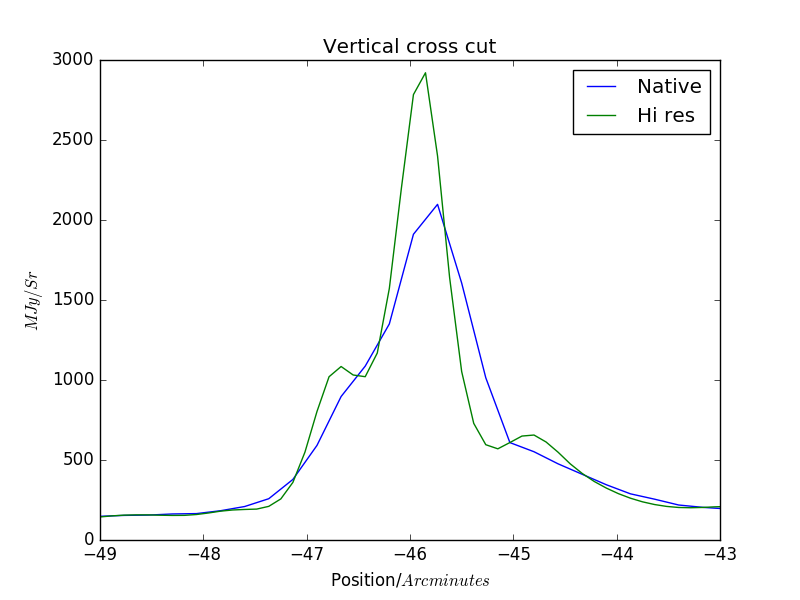 Vertical cross cut
3000
2500
2000
1500
1000
500
0
MJy/Sr
Native
Hi res
−49
−48
−47
−46
−45
−44
−43
Position/Arcminutes